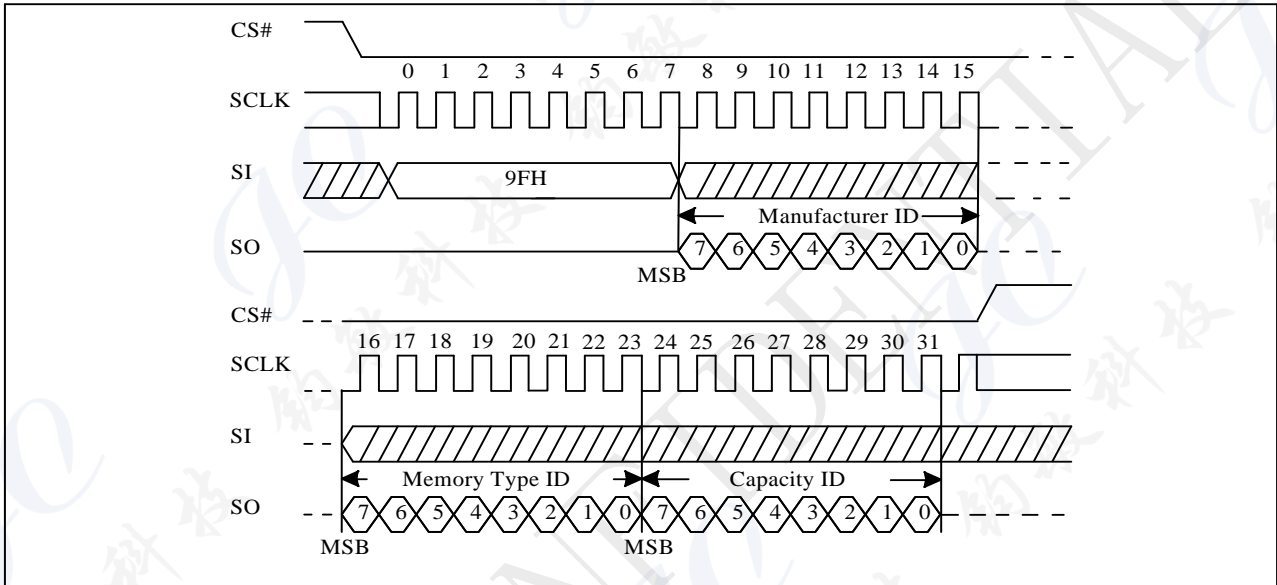 CS#
0 1 2 3 4 5 6 7 8 9 10 11 12 13 14 15
SCLK
SI 9FH
Manufacturer ID
SO 7 6 5 4 3 2 1 0
MSB
CS#
16 17 18 19 20 21 22 23 24 25 26 27 28 29 30 31
SCLK
SI
Memory Type ID Capacity ID
SO 7 6 5 4 3 2 1 0 7 6 5 4 3 2 1 0
MSB MSB